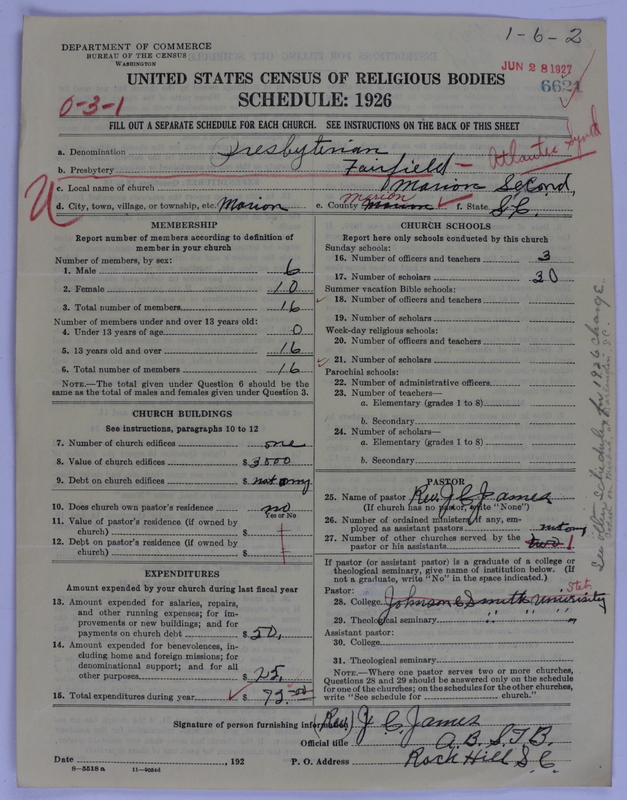 1-6-2
DEPARTMENT OF COMMERCE
BUREAU OF THE CENSUS
WASHINGTON
JUN 28 1927
6621
UNITED STATES CENSUS OF RELIGIOUS BODIES
SCHEDULE: 1926
0-3-1
FILL OUT A SEPARATE SCHEDULE FOR EACH CHURCH. SEE INSTRUCTIONS ON THE BACK OF THIS SHEET
a. Denomination Presbyterian
b. Presbytery Fairfield — Atlantic Synd
c. Local name of church Marion Second,
U
d. City, town, village, or township, etc. Marion e. County Marion Marion f. State S.C.
MEMBERSHIP
Report number of members according to definition of
member in your church
Number of members, by sex:
1. Male 6
2. Female 10
3. Total number of members 16
Number of members under and over 13 years old:
4. Under 13 years of age 0
5. 13 years old and over 16
6. Total number of members 16
NOTE.—The total given under Question 6 should be
same as the total of males and females given under Question 3.
CHURCH BUILDINGS
See instructions, paragraphs 10 to 12
7. Number of church edifices one
8. Value of church edifices $ 3500
9. Debt on church edifices $ not any
10. Does church own pastor's residence no
Yes or No
11. Value of pastor's residence (if owned by
church) $
12. Debt on pastor's residence (if owned by
church) $
EXPENDITURES
Amount expended by your church during last fiscal year
13. Amount expended for salaries, repairs,
and other running expenses; for im-
provements or new buildings; and for
payments on church debt $ 50,
14. Amount expended for benevolences, in-
cluding home and foreign missions; for
denominational support; and for all
other purposes $ 25,
15. Total expenditures during year $ 75.00
CHURCH SCHOOLS
Report here only schools conducted by this church
Sunday schools:
16. Number of officers and teachers 3
17. Number of scholars 30
Summer vacation Bible schools:
18. Number of officers and teachers
19. Number of scholars
Week-day religious schools:
20. Number of officers and teachers
21. Number of scholars
Parochial schools:
22. Number of administrative officers
23. Number of teachers—
a. Elementary (grades 1 to 8)
b. Secondary
24. Number of scholars—
a. Elementary (grades 1 to 8)
b. Secondary
PASTOR
25. Name of pastor Rev. J. C. James
(If church has no pastor, write "None")
26. Number of ordained ministers, if any, em-
ployed as assistant pastors not any
27. Number of other churches served by the
pastor or his assistants two 1
If pastor (or assistant pastor) is a graduate of a college or
theological seminary, give name of institution below. (If
not a graduate, write "No" in the space indicated.)
Pastor:
28. College Johnson C Smith University
29. Theological seminary " " "
Assistant pastor:
30. College
31. Theological seminary
NOTE.—Where one pastor serves two or more churches,
Questions 28 and 29 should be answered only on the schedule
for one of the churches; on the schedules for the other churches,
write "See schedule for church."
See other schedules for 1926 change
Signature of person furnishing information (Rev) J. C. James
Official title A.B. S.T.B.
Date , 192 P. O. Address Rock Hill S.C.
8—5518 a